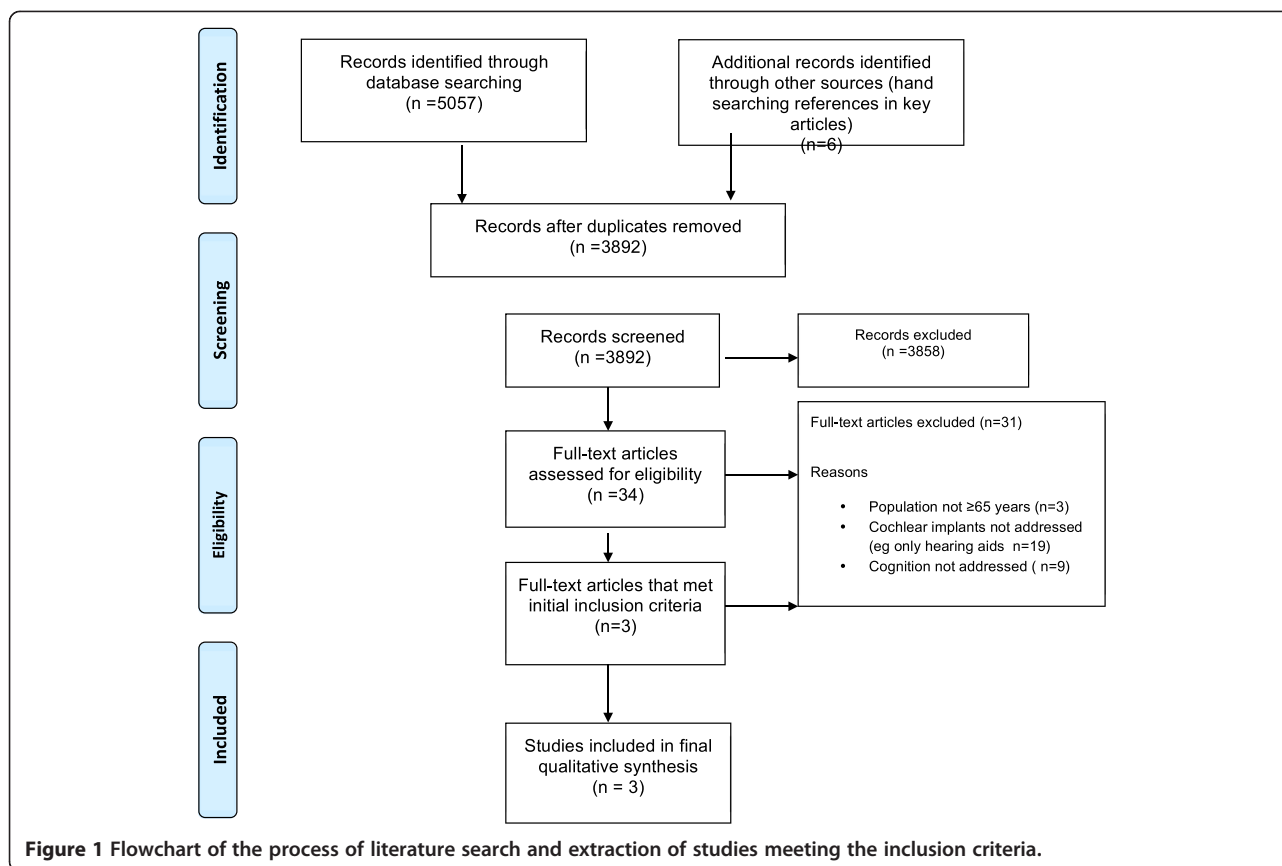 Identification
Records identified through
database searching
(n =5057)
Additional records identified
through other sources (hand
searching references in key
articles)
(n=6)
Records after duplicates removed
(n =3892)
Screening
Records screened
(n =3892)
Records excluded
(n =3858)
Eligibility
Full-text articles
assessed for eligibility
(n =34)
Full-text articles excluded (n=31)
Reasons
• Population not ≥65 years (n=3)
• Cochlear implants not addressed
(eg only hearing aids n=19)
• Cognition not addressed ( n=9)
Full-text articles that met
initial inclusion criteria
(n=3)
Included
Studies included in final
qualitative synthesis
(n = 3)
Figure 1 Flowchart of the process of literature search and extraction of studies meeting the inclusion criteria.